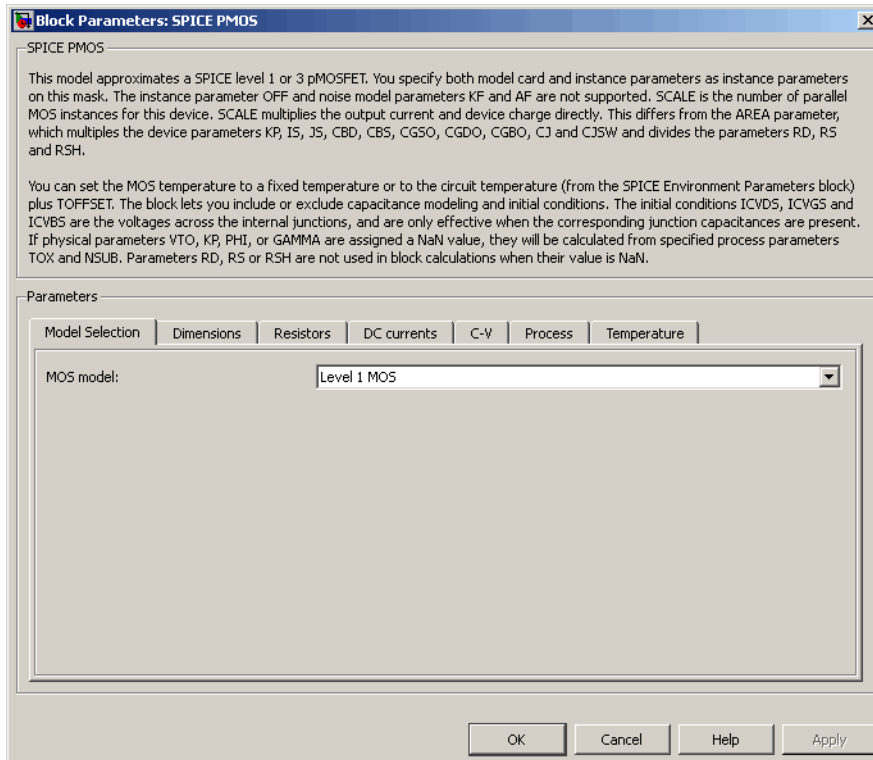 Block Parameters: SPICE PMOS
SPICE PMOS
This model approximates a SPICE level 1 or 3 pMOSFET. You specify both model card and instance parameters as instance parameters
on this mask. The instance parameter OFF and noise model parameters KF and AF are not supported. SCALE is the number of parallel
MOS instances for this device. SCALE multiplies the output current and device charge directly. This differs from the AREA parameter,
which multiples the device parameters KP, IS, JS, CBD, CBS, CGSO, CGDO, CGBO, CJ and CJSW and divides the parameters RD, RS
and RSH.
You can set the MOS temperature to a fixed temperature or to the circuit temperature (from the SPICE Environment Parameters block)
plus TOFFSET. The block lets you include or exclude capacitance modeling and initial conditions. The initial conditions ICVDS, ICVGS and
ICVBS are the voltages across the internal junctions, and are only effective when the corresponding junction capacitances are present.
If physical parameters VTO, KP, PHI, or GAMMA are assigned a NaN value, they will be calculated from specified process parameters
TOX and NSUB. Parameters RD, RS or RSH are not used in block calculations when their value is NaN.
Parameters
Model Selection Dimensions Resistors DC currents C-V Process Temperature
MOS model: Level 1 MOS
OK Cancel Help Apply